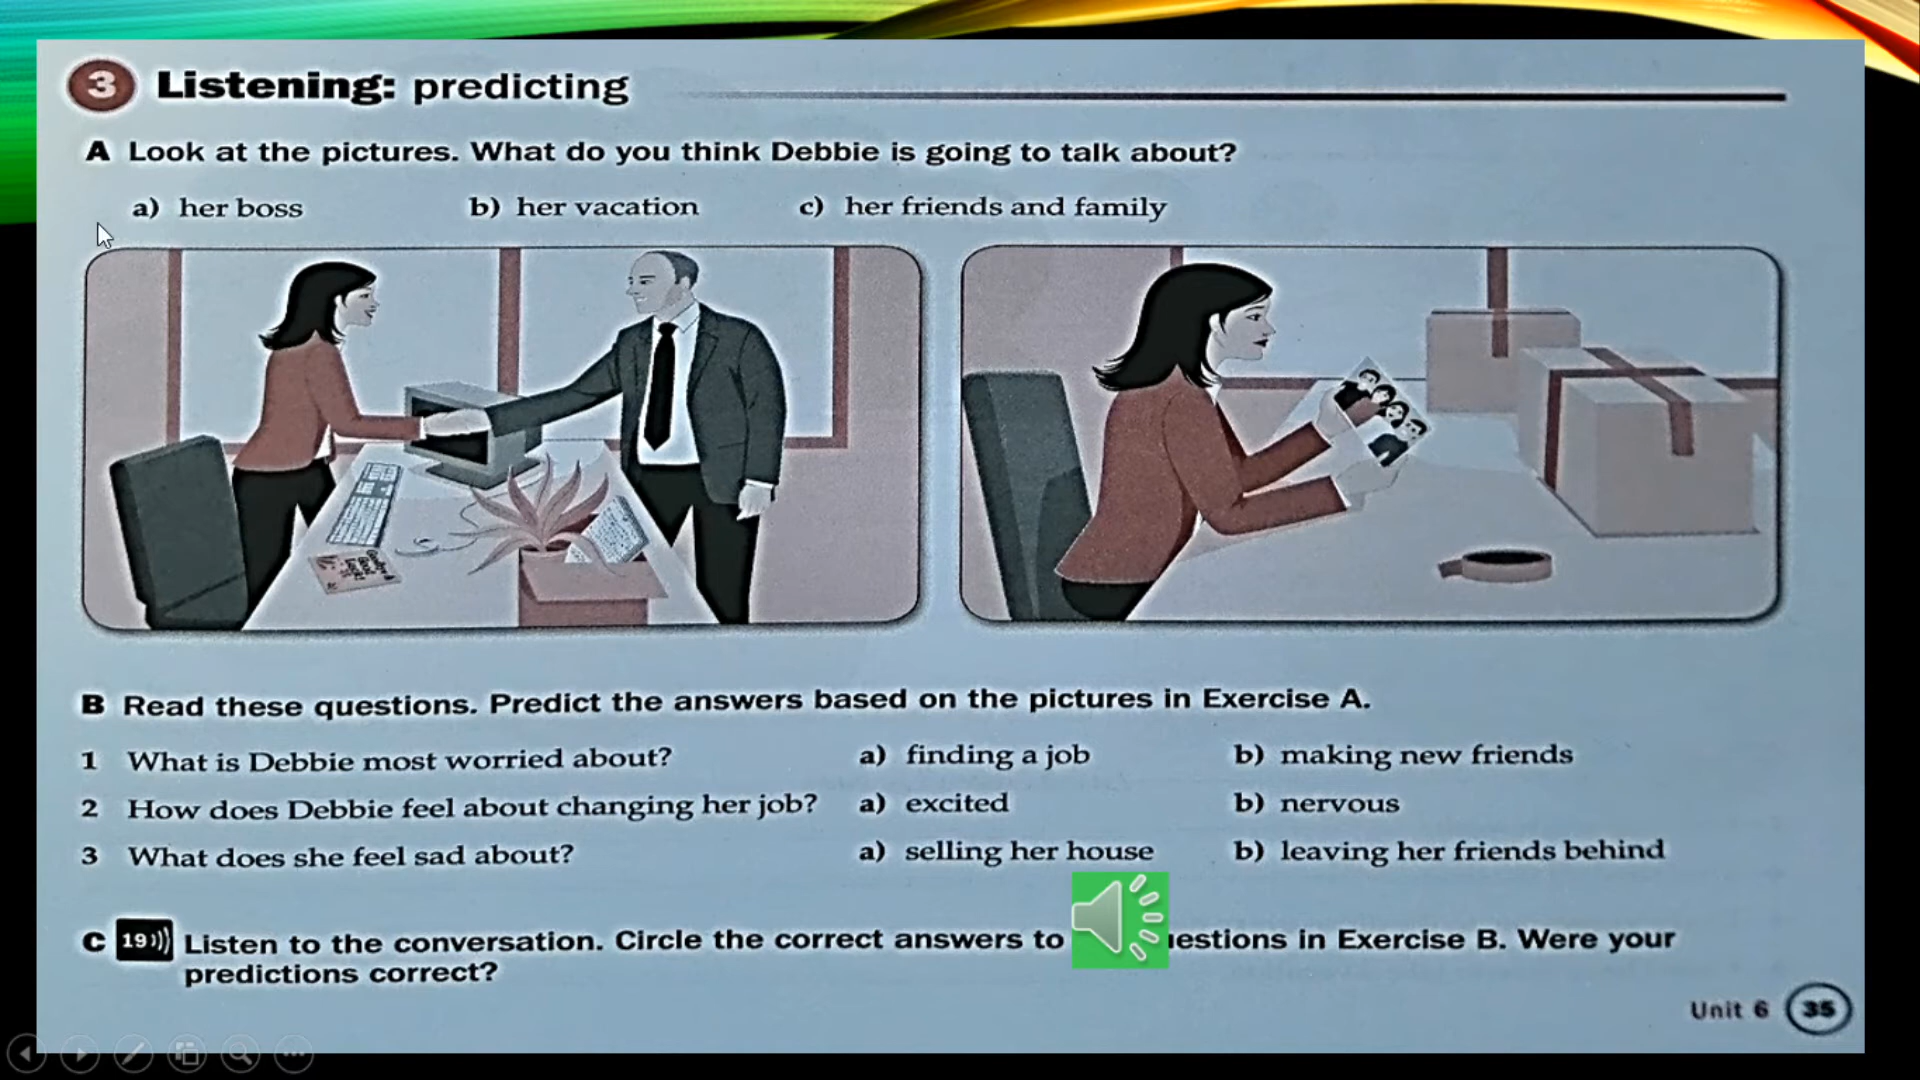 3 Listening: predicting
A Look at the pictures. What do you think Debbie is going to talk about?
a) her boss b) her vacation c) her friends and family
B Read these questions. Predict the answers based on the pictures in Exercise A.
1 What is Debbie most worried about? a) finding a job b) making new friends
2 How does Debbie feel about changing her job? a) excited b) nervous
3 What does she feel sad about? a) selling her house b) leaving her friends behind
C 19 Listen to the conversation. Circle the correct answers to estions in Exercise B. Were your
predictions correct?
Unit 6 35